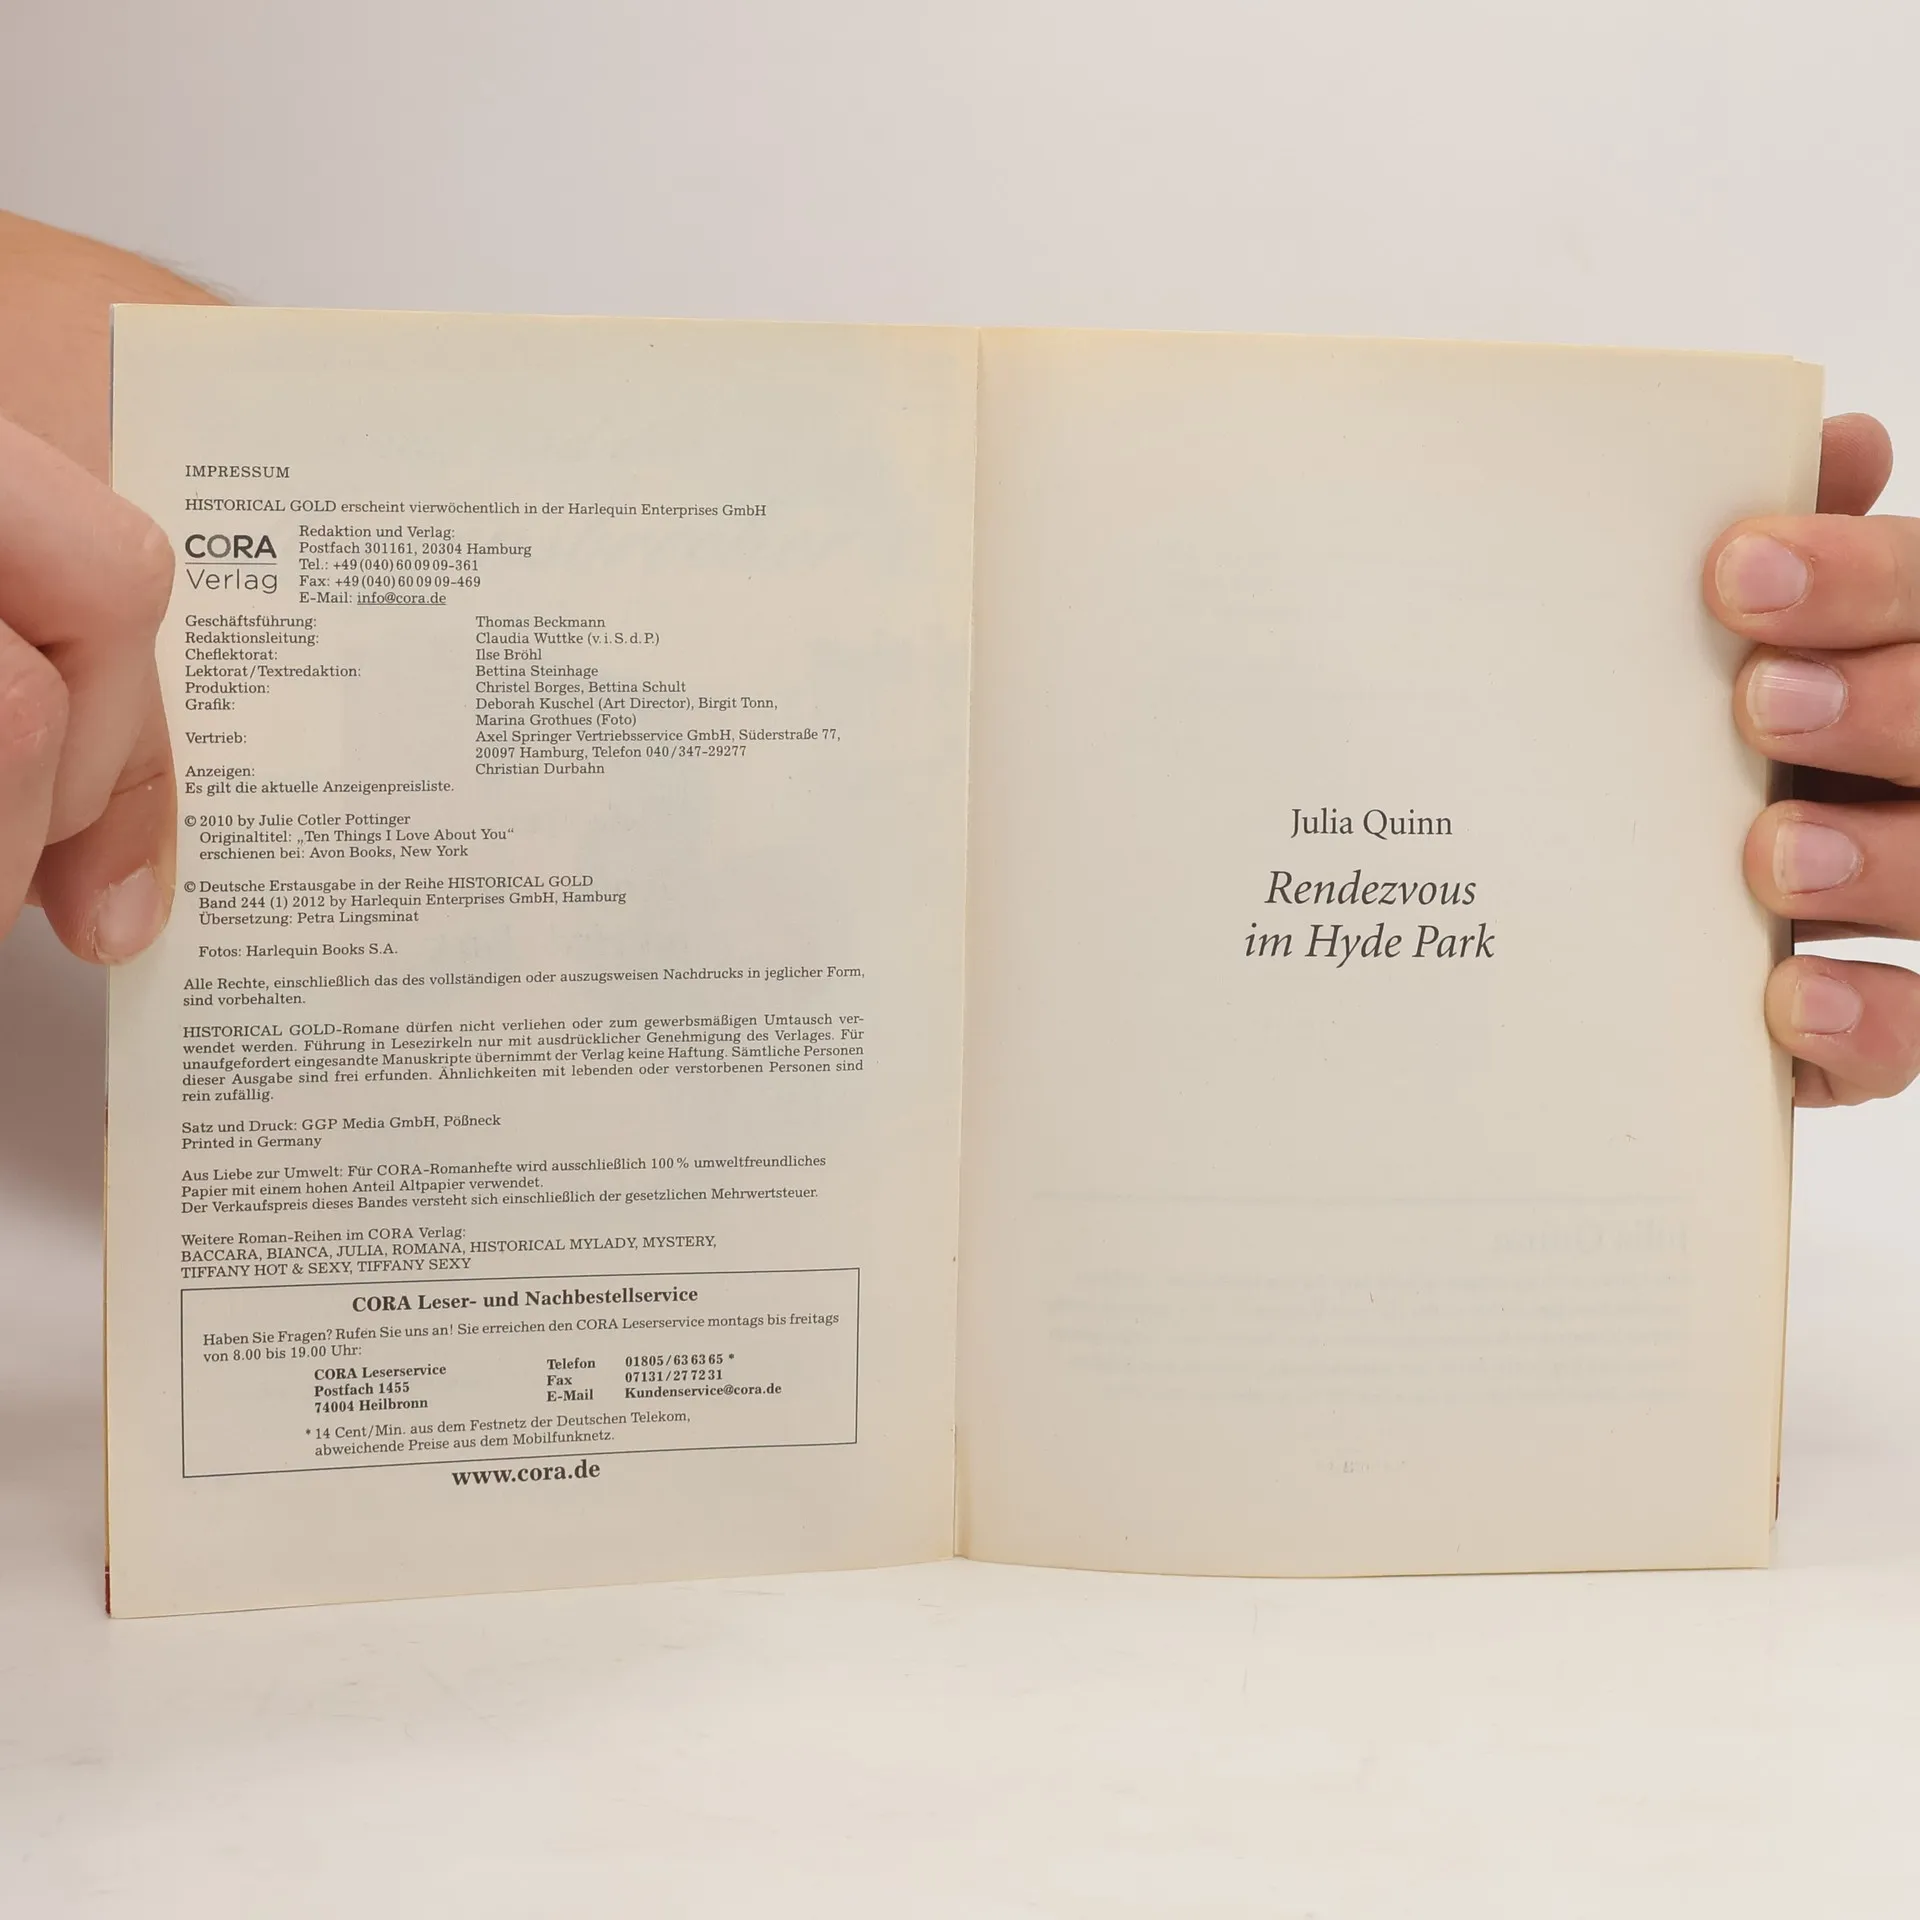 IMPRESSUM
HISTORICAL GOLD erscheint vierwöchentlich in der Harlequin Enterprises GmbH
CORA
Verlag
Redaktion und Verlag:
Postfach 301161, 20304 Hamburg
Tel.: +49(040)600909-361
Fax: +49(040)600909-469
E-Mail: info@cora.de
Geschäftsführung: Thomas Beckmann
Redaktionsleitung: Claudia Wuttke (v.i.S.d.P.)
Cheflektorat: Ilse Bröhl
Lektorat/Textredaktion: Bettina Steinhage
Produktion: Christel Borges, Bettina Schult
Grafik: Deborah Kuschel (Art Director), Birgit Tonn,
Marina Grothues (Foto)
Vertrieb: Axel Springer Vertriebsservice GmbH, Süderstraße 77,
20097 Hamburg, Telefon 040/347-29277
Anzeigen: Christian Durbahn
Es gilt die aktuelle Anzeigenpreisliste.
© 2010 by Julie Cotler Pottinger
Originaltitel: „Ten Things I Love About You“
erschienen bei: Avon Books, New York
© Deutsche Erstausgabe in der Reihe HISTORICAL GOLD
Band 244 (1) 2012 by Harlequin Enterprises GmbH, Hamburg
Übersetzung: Petra Lingsminat
Fotos: Harlequin Books S.A.
Alle Rechte, einschließlich das des vollständigen oder auszugsweisen Nachdrucks in jeglicher Form,
sind vorbehalten.
HISTORICAL GOLD-Romane dürfen nicht verliehen oder zum gewerbsmäßigen Umtausch ver-
wendet werden. Führung in Lesezirkeln nur mit ausdrücklicher Genehmigung des Verlages. Für
unaufgefordert eingesandte Manuskripte übernimmt der Verlag keine Haftung. Sämtliche Personen
dieser Ausgabe sind frei erfunden. Ähnlichkeiten mit lebenden oder verstorbenen Personen sind
rein zufällig.
Satz und Druck: GGP Media GmbH, Pößneck
Printed in Germany
Aus Liebe zur Umwelt: Für CORA-Romanhefte wird ausschließlich 100% umweltfreundliches
Papier mit einem hohen Anteil Altpapier verwendet.
Der Verkaufspreis dieses Bandes versteht sich einschließlich der gesetzlichen Mehrwertsteuer.
Weitere Roman-Reihen im CORA Verlag:
BACCARA, BIANCA, JULIA, ROMANA, HISTORICAL MYLADY, MYSTERY,
TIFFANY HOT & SEXY, TIFFANY SEXY
CORA Leser- und Nachbestellservice
Haben Sie Fragen? Rufen Sie uns an! Sie erreichen den CORA Leserservice montags bis freitags
von 8.00 bis 19.00 Uhr:
CORA Leserservice
Postfach 1455
74004 Heilbronn
Telefon 01805/636365 *
Fax 07131/277231
E-Mail Kundenservice@cora.de
* 14 Cent/Min. aus dem Festnetz der Deutschen Telekom,
abweichende Preise aus dem Mobilfunknetz.
www.cora.de
Julia Quinn
Rendezvous
im Hyde Park